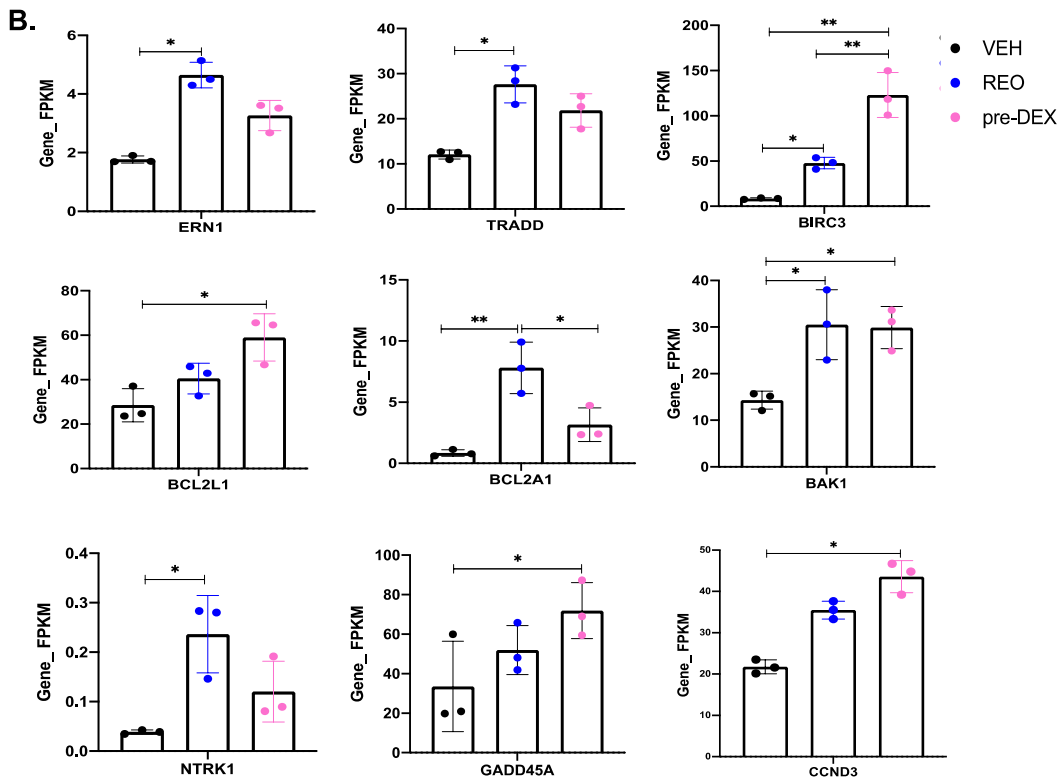 B.
VEH
REO
pre-DEX
Gene_FPKM
6
4
2
0
*
ERN1
Gene_FPKM
40
30
20
10
0
*
TRADD
Gene_FPKM
200
150
100
50
0
**
**
*
BIRC3
Gene_FPKM
80
60
40
20
0
*
BCL2L1
Gene_FPKM
15
10
5
0
**
*
BCL2A1
Gene_FPKM
40
30
20
10
0
*
*
BAK1
Gene_FPKM
0.4
0.3
0.2
0.1
0.0
*
NTRK1
Gene_FPKM
100
80
60
40
20
0
*
GADD45A
Gene_FPKM
50
40
30
20
10
0
*
CCND3